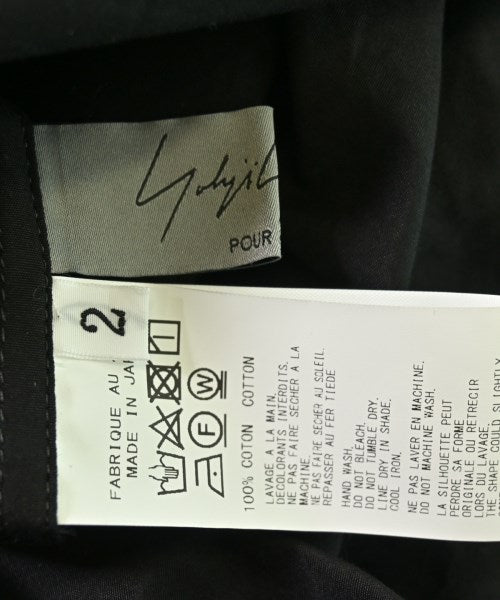 Yohji
POUR
2
FABRIQUE AU
MADE IN
100% COTON COTTON
LAVAGE A LA MAIN.
DECOLORANTS INTERDITS.
NE PAS FAIRE SECHER A LA
MACHINE.
NE PAS FAIRE SECHER AU SOLEIL.
REPASSER AU FER TIEDE
HAND WASH.
DO NOT BLEACH.
DO NOT TUMBLE DRY.
LINE DRY IN SHADE.
COOL IRON.
NE PAS LAVER EN MACHINE.
DO NOT MACHINE WASH.
LA SILHOUETTE PEUT
PERDRE SA FORME
ORIGINALE OU RETRECIR
LORS DU LAVAGE.
THE SHAPE COULD SLIGHTLY